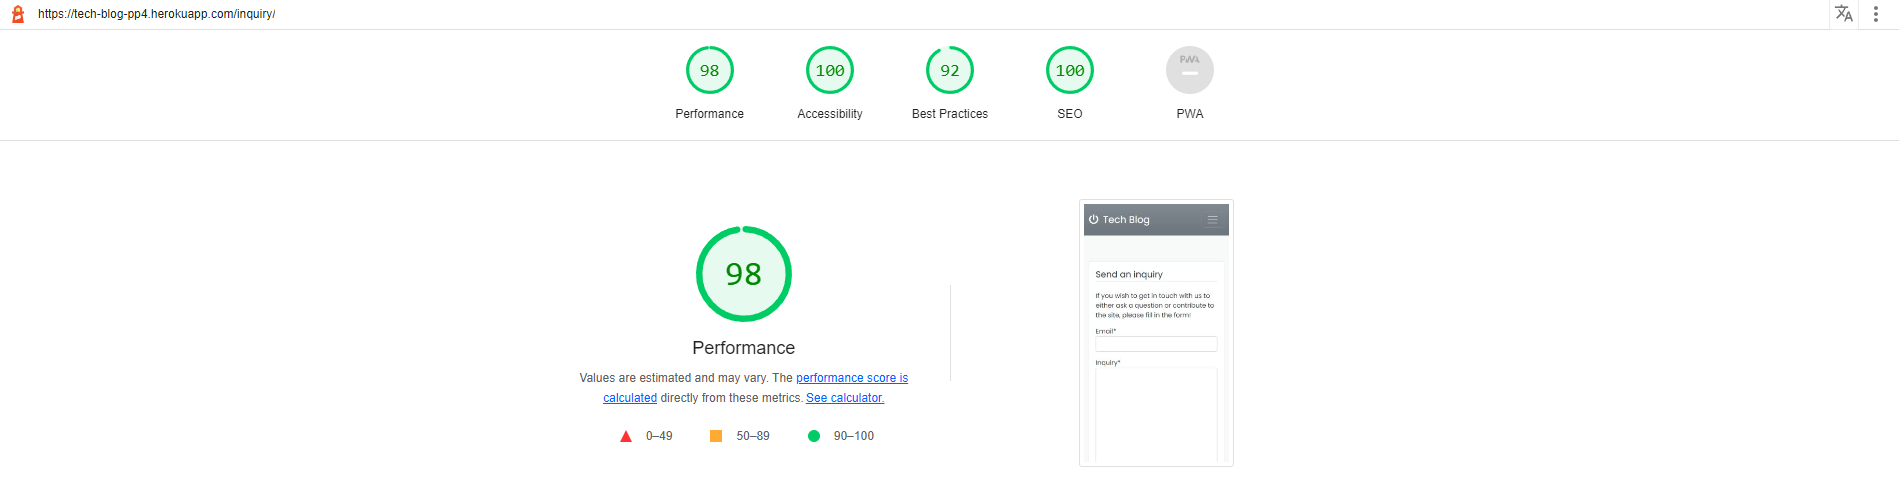 https://tech-blog-pp4.herokuapp.com/inquiry/
98
100
92
100
PWA
Performance
Accessibility
Best Practices
SEO
PWA
98
Performance
Values are estimated and may vary. The performance score is
calculated directly from these metrics. See calculator.
0–49
50–89
90–100
Tech Blog
Send an inquiry
If you wish to get in touch with us to
either ask a question or contribute to
the site, please fill in the form!
Email*
Inquiry*